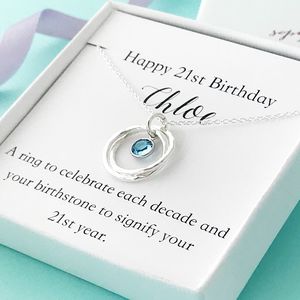 Happy 21st Birthday
Chloe
A ring to celebrate each decade and
your birthstone to signify your
21st year.